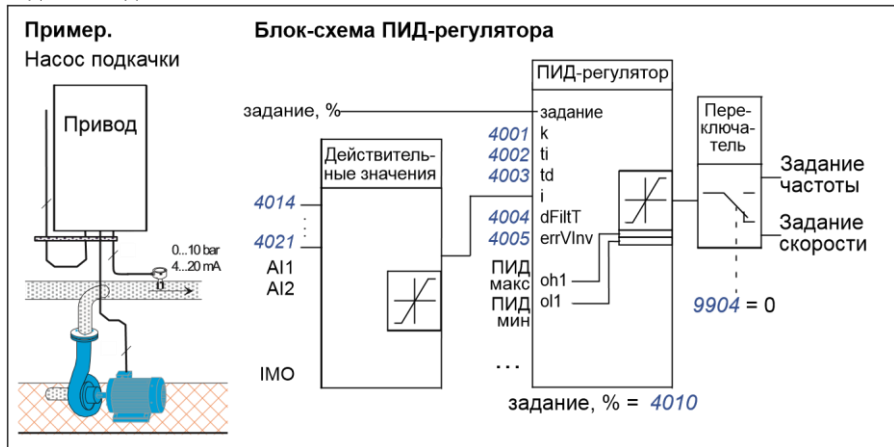 Пример.
Насос подкачки
Привод
0...10 bar
4...20 mA
Блок-схема ПИД-регулятора
задание, %
Действитель-
ные значения
4014
4021
AI1
AI2
IMO
ПИД-регулятор
задание
4001 k
4002 ti
4003 td
i
4004 dFiltT
4005 errVInv
ПИД
макс
oh1
ПИД
мин
ol1
...
задание, % = 4010
Пере-
ключа-
тель
Задание
частоты
Задание
скорости
9904 = 0